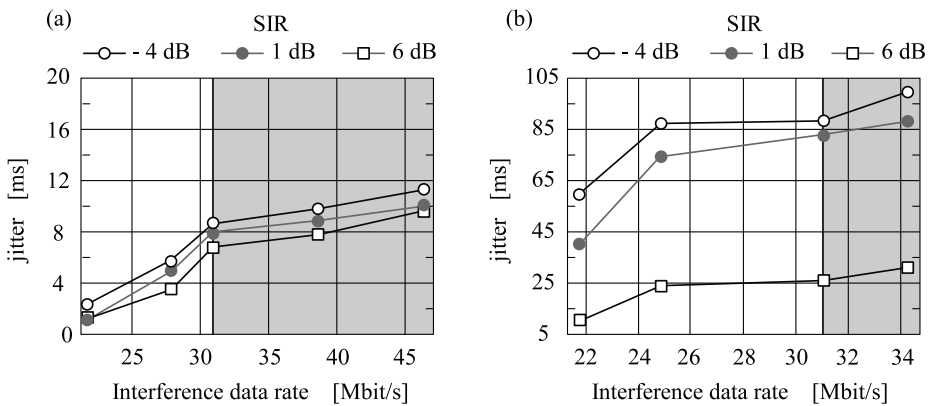 (a)
SIR
- 4 dB 1 dB 6 dB
20
16
12
8
4
0
jitter [ms]
25 30 35 40 45
Interference data rate [Mbit/s]
(b)
SIR
- 4 dB 1 dB 6 dB
105
85
65
45
25
5
jitter [ms]
22 24 26 28 30 32 34
Interference data rate [Mbit/s]